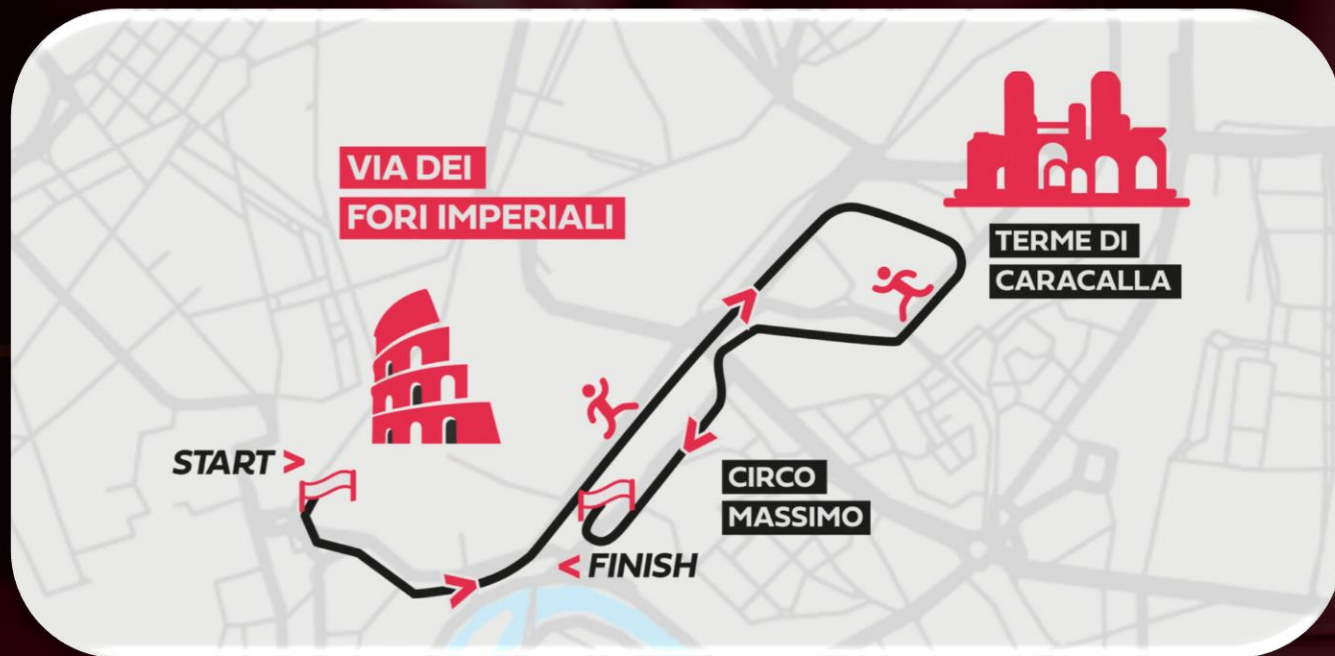 VIA DEI
FORI IMPERIALI
TERME DI
CARACALLA
START >
CIRCO
MASSIMO
< FINISH